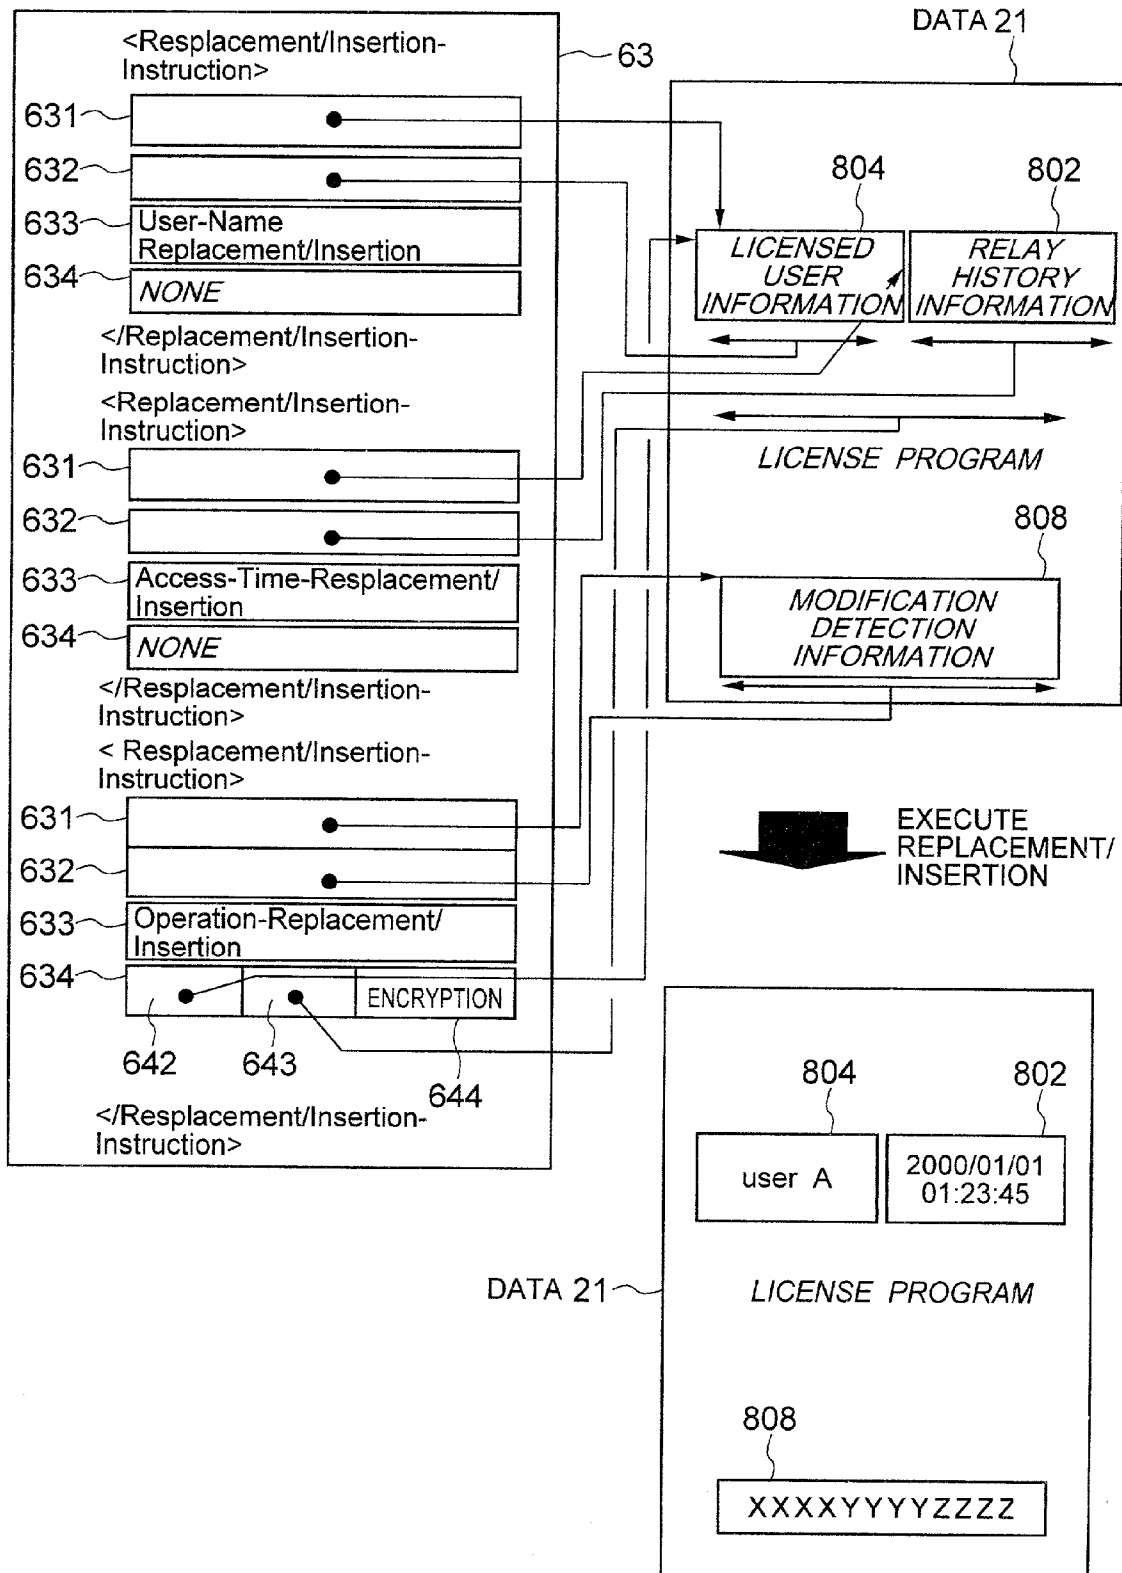 <Resplacement/Insertion-
Instruction>
63
631
632
633
User-Name
Replacement/Insertion
634
NONE
</Replacement/Insertion-
Instruction>
<Replacement/Insertion-
Instruction>
631
632
633
Access-Time-Resplacement/
Insertion
634
NONE
</Resplacement/Insertion-
Instruction>
< Resplacement/Insertion-
Instruction>
631
632
633
Operation-Replacement/
Insertion
634
ENCRYPTION
642
643
644
</Resplacement/Insertion-
Instruction>
DATA 21
804
802
LICENSED
USER
INFORMATION
RELAY
HISTORY
INFORMATION
LICENSE PROGRAM
808
MODIFICATION
DETECTION
INFORMATION
EXECUTE
REPLACEMENT/
INSERTION
804
802
user A
2000/01/01
01:23:45
DATA 21
LICENSE PROGRAM
808
XXXXYYYYZZZZ